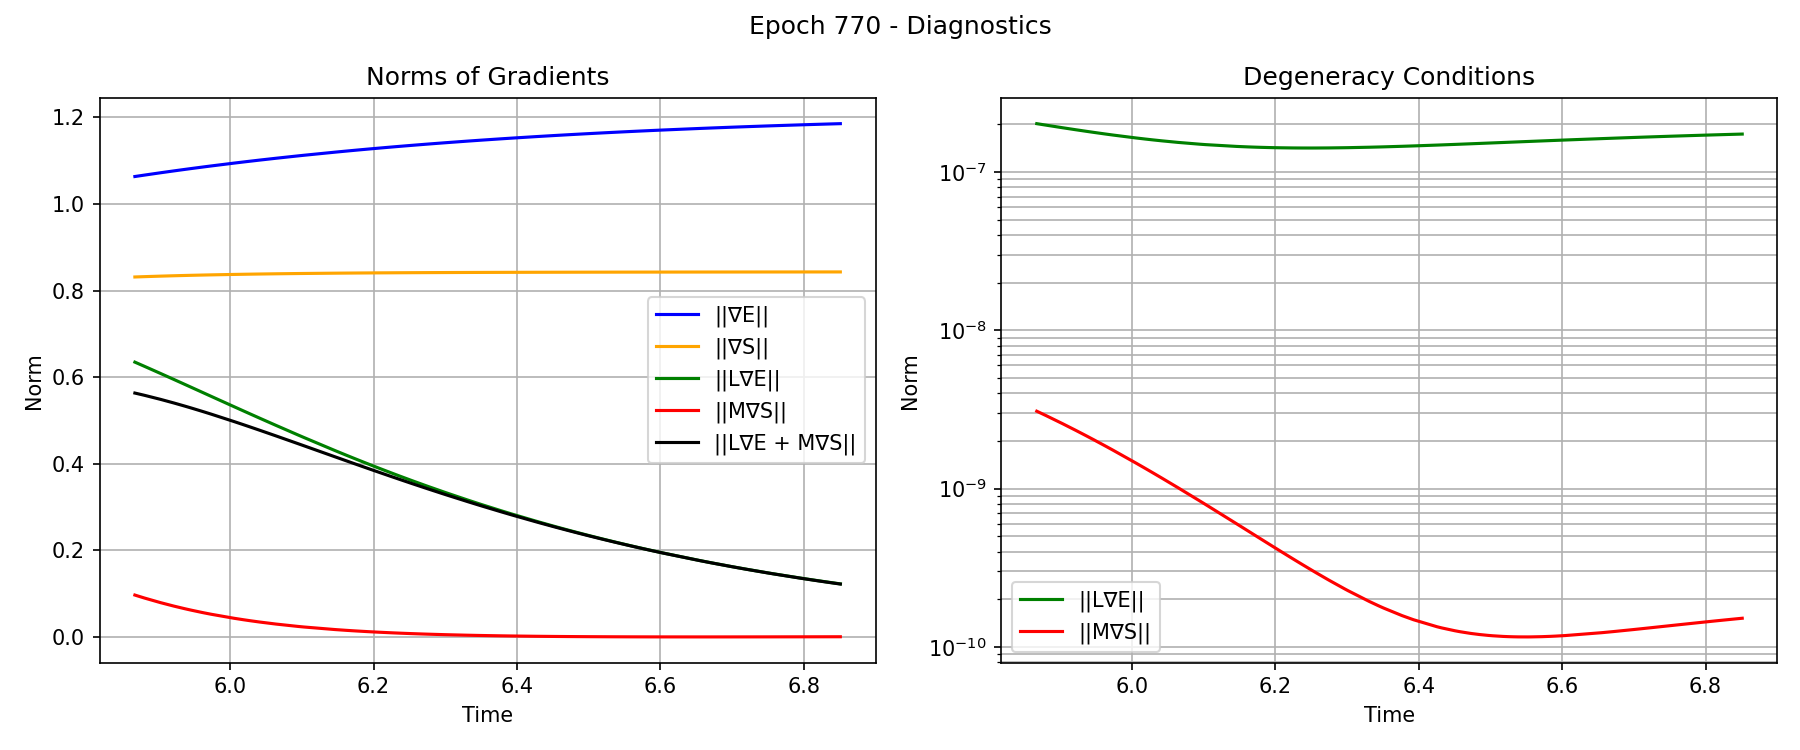 Epoch 770 - Diagnostics
Norms of Gradients
Norm
1.2
1.0
0.8
0.6
0.4
0.2
0.0
6.0
6.2
6.4
6.6
6.8
Time
||∇E||
||∇S||
||L∇E||
||M∇S||
||L∇E + M∇S||
Degeneracy Conditions
Norm
10⁻⁷
10⁻⁸
10⁻⁹
10⁻¹⁰
6.0
6.2
6.4
6.6
6.8
Time
||L∇E||
||M∇S||